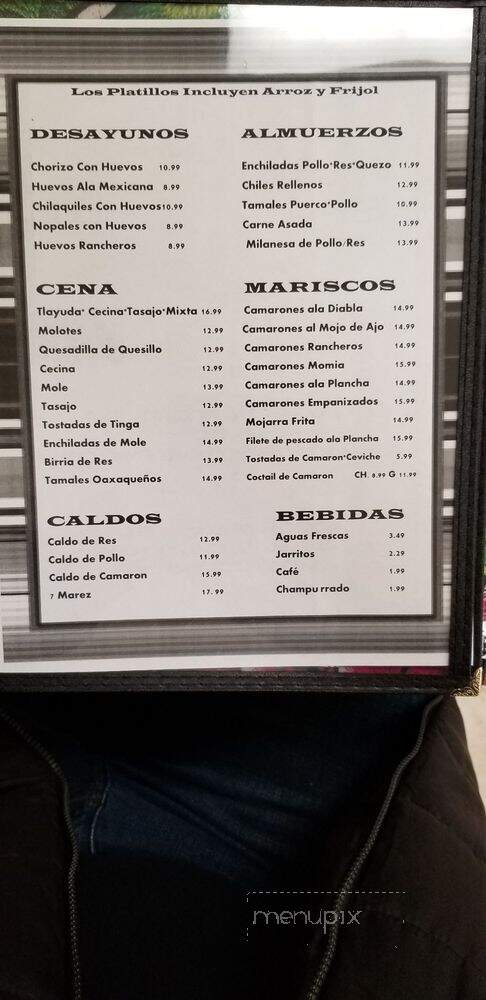 Los Platillos Incluyen Arroz y Frijol
DESAYUNOS
Chorizo Con Huevos 10.99
Huevos Ala Mexicana 8.99
Chilaquiles Con Huevos 10.99
Nopales con Huevos 8.99
Huevos Rancheros 8.99
ALMUERZOS
Enchiladas Pollo*Res*Quezo 11.99
Chiles Rellenos 12.99
Tamales Puerco*Pollo 10.99
Carne Asada 13.99
Milanesa de Pollo/Res 13.99
CENA
Tlayuda* Cecina*Tasajo*Mixta 16.99
Molotes 12.99
Quesadilla de Quesillo 12.99
Cecina 12.99
Mole 13.99
Tasajo 12.99
Tostadas de Tinga 12.99
Enchiladas de Mole 14.99
Birria de Res 13.99
Tamales Oaxaqueños 14.99
MARISCOS
Camarones ala Diabla 14.99
Camarones al Mojo de Ajo 14.99
Camarones Rancheros 14.99
Camarones Momia 15.99
Camarones ala Plancha 14.99
Camarones Empanizados 15.99
Mojarra Frita 14.99
Filete de pescado ala Plancha 15.99
Tostadas de Camaron*Ceviche 5.99
Coctail de Camaron CH. 8.99 G 11.99
CALDOS
Caldo de Res 12.99
Caldo de Pollo 11.99
Caldo de Camaron 15.99
7 Marez 17.99
BEBIDAS
Aguas Frescas 3.49
Jarritos 2.29
Café 1.99
Champurrado 1.99
menupix